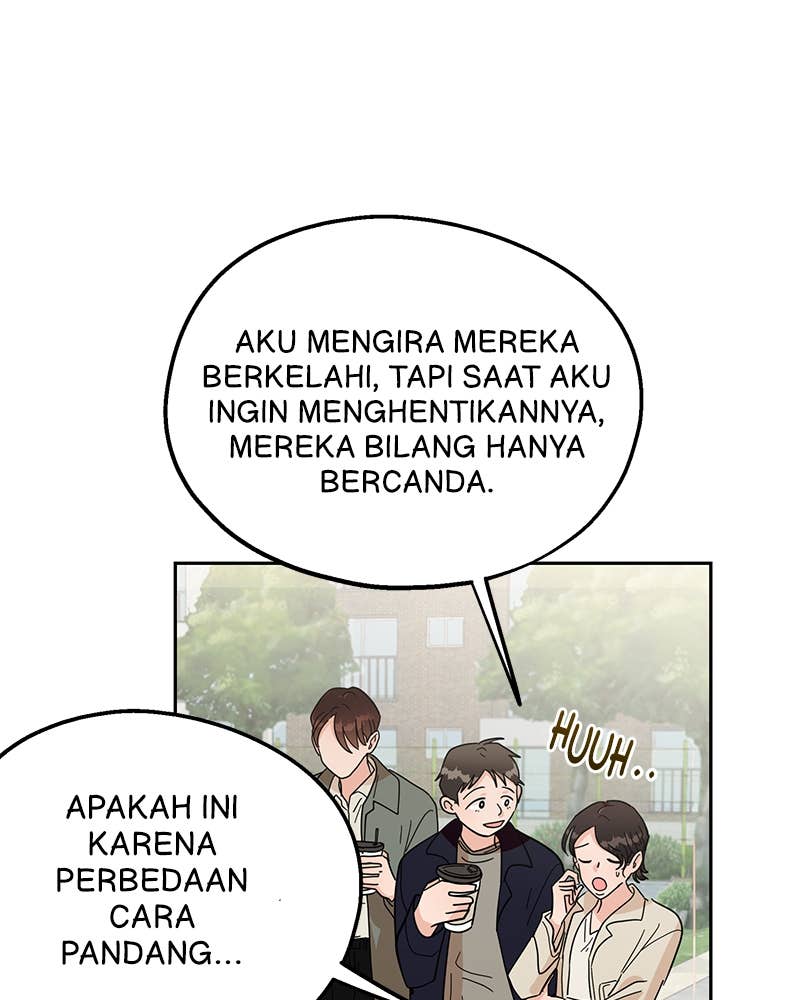 AKU MENGIRA MEREKA
BERKELAHI, TAPI SAAT AKU
INGIN MENGHENTIKANNYA,
MEREKA BILANG HANYA
BERCANDA.
HUUH..
APAKAH INI
KARENA
PERBEDAAN
CARA
PANDANG...